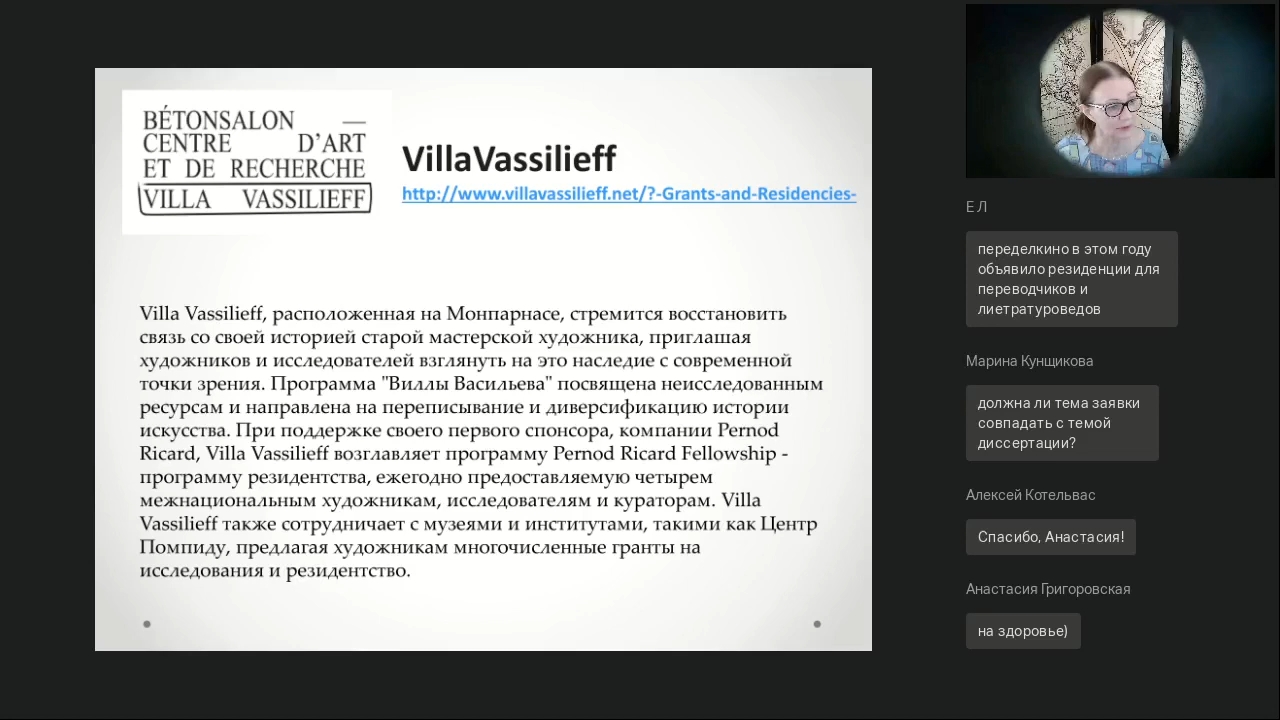 BÉTONSALON —
CENTRE D'ART
ET DE RECHERCHE
VILLA VASSILIEFF
VillaVassilieff
http://www.villavassilieff.net/?-Grants-and-Residencies-
Villa Vassilieff, расположенная на Монпарнасе, стремится восстановить
связь со своей историей старой мастерской художника, приглашая
художников и исследователей взглянуть на это наследие с современной
точки зрения. Программа "Виллы Васильева" посвящена неисследованным
ресурсам и направлена на переписывание и диверсификацию истории
искусства. При поддержке своего первого спонсора, компании Pernod
Ricard, Villa Vassilieff возглавляет программу Pernod Ricard Fellowship -
программу резидентства, ежегодно предоставляемую четырем
межнациональным художникам, исследователям и кураторам. Villa
Vassilieff также сотрудничает с музеями и институтами, такими как Центр
Помпиду, предлагая художникам многочисленные гранты на
исследования и резидентство.
Е Л
переделкино в этом году
объявило резиденции для
переводчиков и
лиетратуроведов
Марина Кунщикова
должна ли тема заявки
совпадать с темой
диссертации?
Алексей Котельвас
Спасибо, Анастасия!
Анастасия Григоровская
на здоровье)